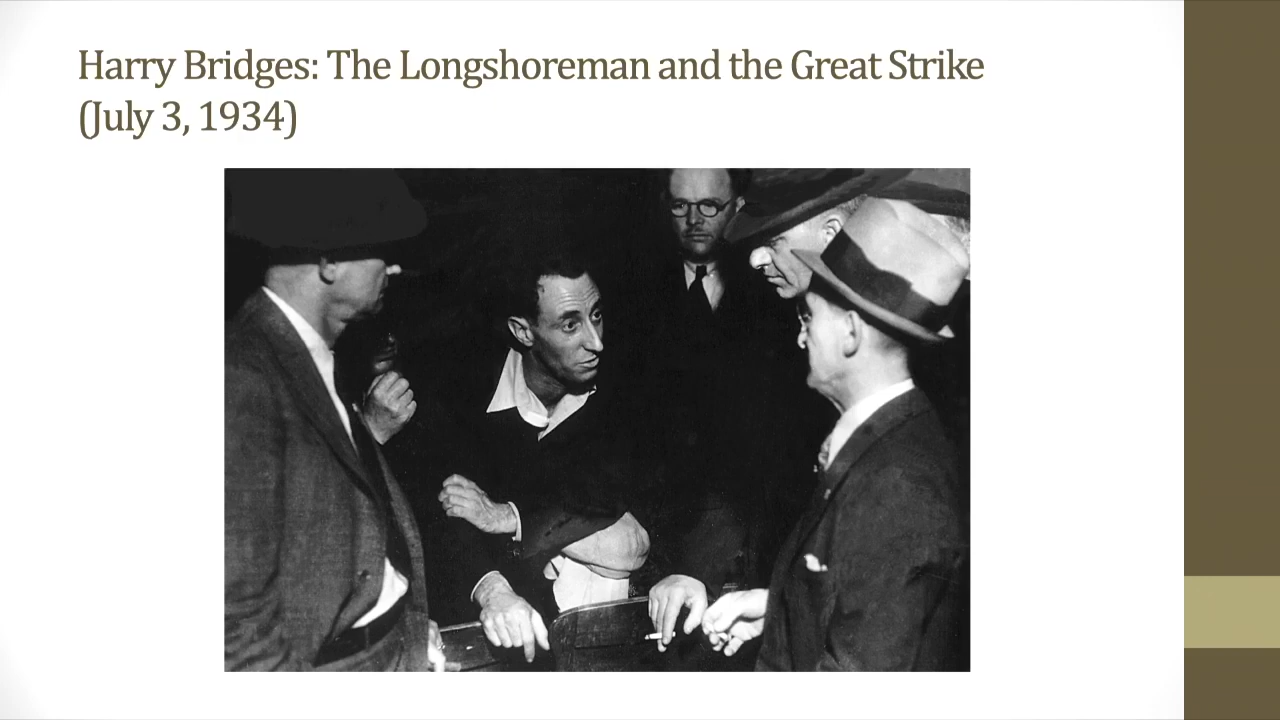 Harry Bridges: The Longshoreman and the Great Strike
(July 3, 1934)